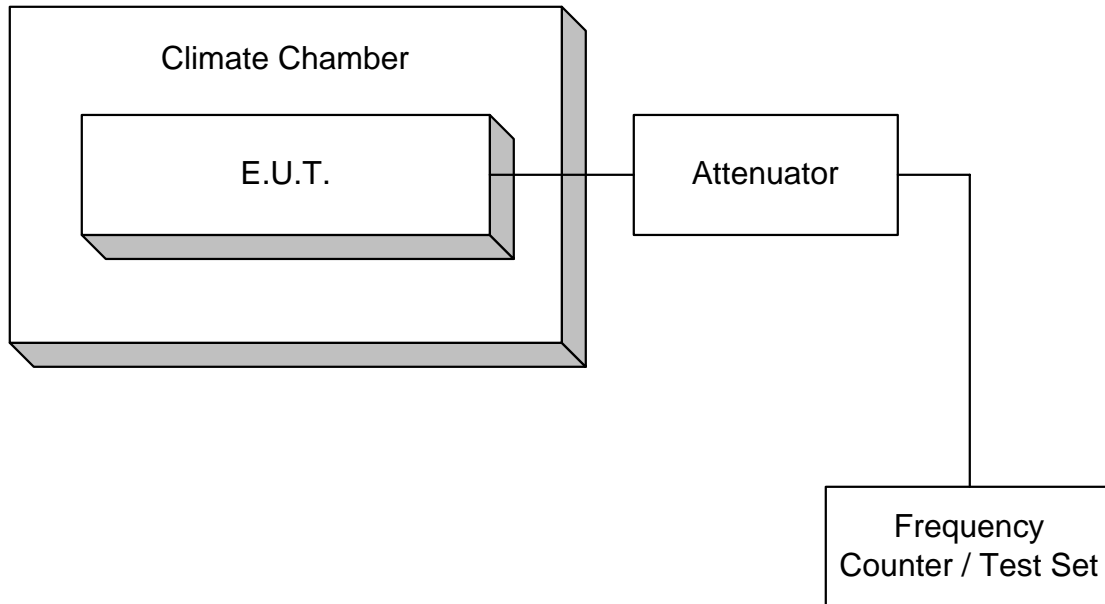 Climate Chamber
E.U.T.
Attenuator
Frequency
Counter / Test Set